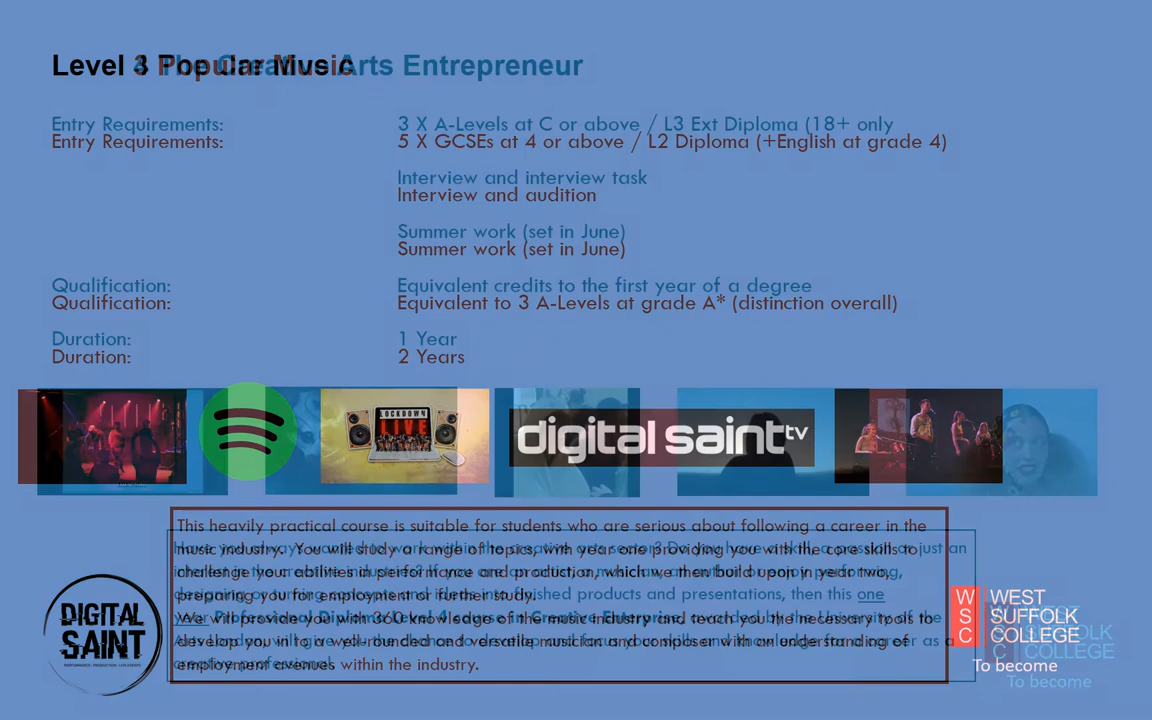 Level 3 Popular Music
Arts Entrepreneur
Entry Requirements: 3 X A-Levels at C or above / L3 Ext Diploma (18+ only
Entry Requirements: 5 X GCSEs at 4 or above / L2 Diploma (+English at grade 4)
Interview and interview task
Interview and audition
Summer work (set in June)
Summer work (set in June)
Qualification: Equivalent credits to the first year of a degree
Qualification: Equivalent to 3 A-Levels at grade A* (distinction overall)
Duration: 1 Year
Duration: 2 Years
LOCKDOWN
LIVE
digital saint tv
This heavily practical course is suitable for students who are serious about following a career in the
music industry. You will study a range of topics, with year one providing you with the core skills to
challenge your abilities in performance and production, which we then build upon in year two,
preparing you for employment or further study.
We will provide you with 360 knowledge of the music industry and teach you the necessary tools to
develop you into a well-rounded and versatile musician and composer with an understanding of
employment avenues within the industry.
DIGITAL
SAINT
WSC
WEST
SUFFOLK
COLLEGE
To become
To become